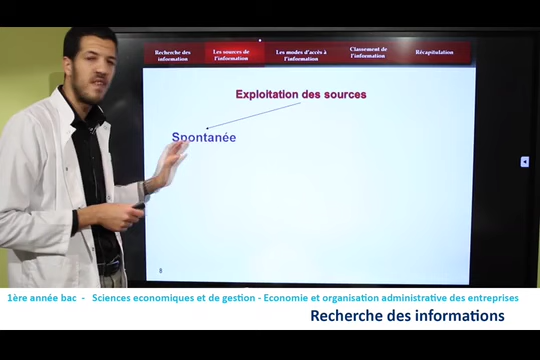 Recherche des
information
Les sources de
l'information
Les modes d'accès à
l'information
Classement de
l'information
Récapitulation
Exploitation des sources
Spontanée
8
1ère année bac - Sciences economiques et de gestion - Economie et organisation administrative des entreprises
Recherche des informations